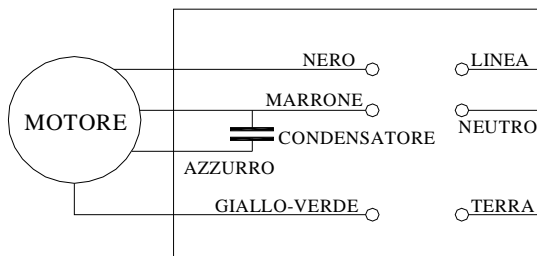 NERO LINEA
MARRONE
MOTORE CONDENSATORE NEUTRO
AZZURRO
GIALLO-VERDE TERRA